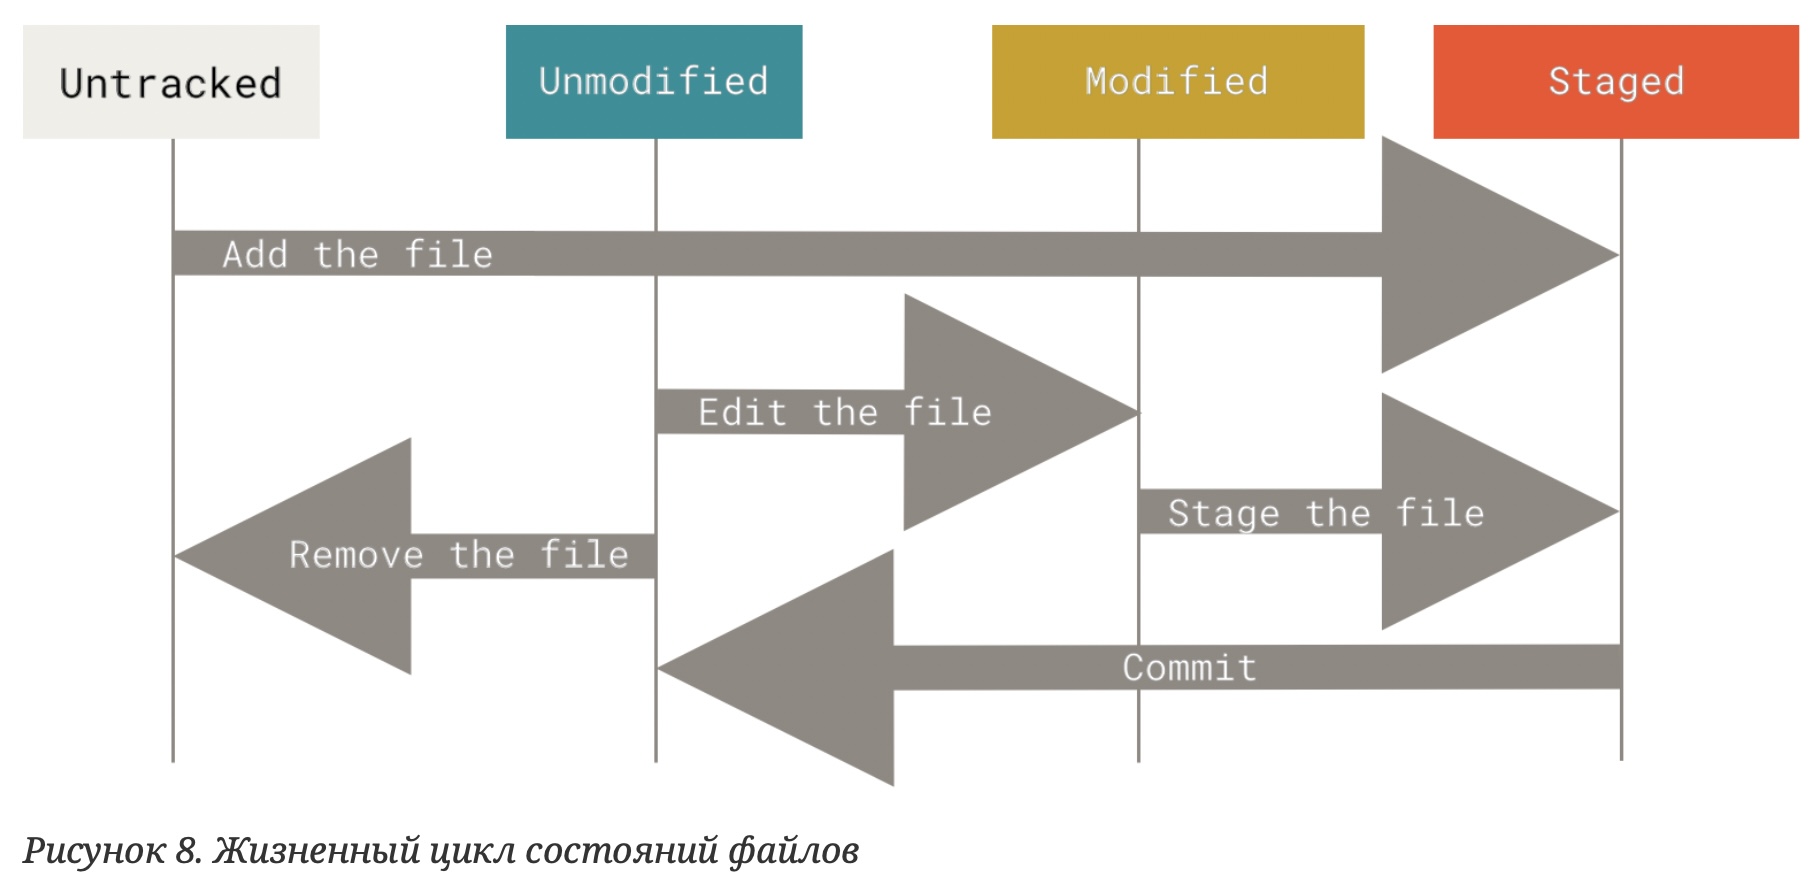 Untracked
Unmodified
Modified
Staged
Add the file
Edit the file
Stage the file
Remove the file
Commit
Рисунок 8. Жизненный цикл состояний файлов